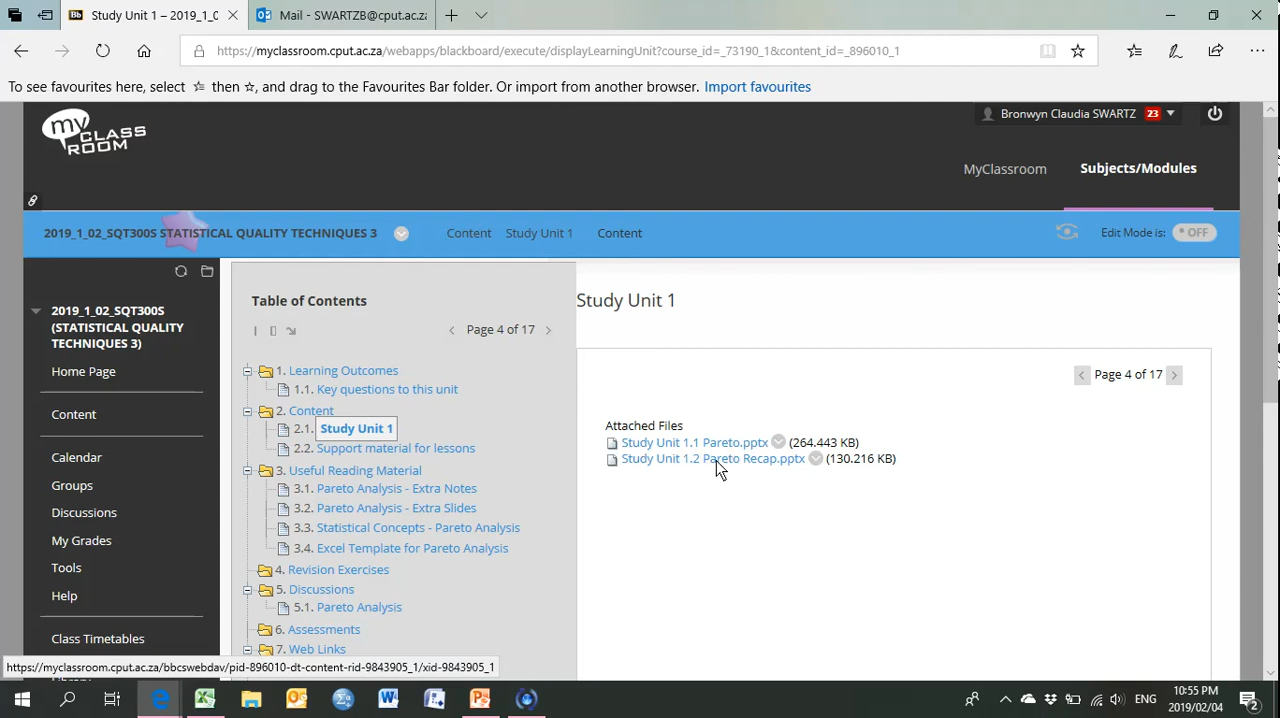 Study Unit 1 – 2019_1_0
Mail - SWARTZB@cput.ac.za
https://myclassroom.cput.ac.za/webapps/blackboard/execute/displayLearningUnit?course_id=_73190_1&content_id=_896010_1
To see favourites here, select ☆ then ☆, and drag to the Favourites Bar folder. Or import from another browser. Import favourites
my CLASS ROOM
Bronwyn Claudia SWARTZ 23
MyClassroom Subjects/Modules
2019_1_02_SQT300S STATISTICAL QUALITY TECHNIQUES 3 Content Study Unit 1 Content Edit Mode is: OFF
2019_1_02_SQT300S
(STATISTICAL QUALITY
TECHNIQUES 3)
Home Page
Content
Calendar
Groups
Discussions
My Grades
Tools
Help
Class Timetables
Table of Contents
Page 4 of 17
1. Learning Outcomes
1.1. Key questions to this unit
2. Content
2.1. Study Unit 1
2.2. Support material for lessons
3. Useful Reading Material
3.1. Pareto Analysis - Extra Notes
3.2. Pareto Analysis - Extra Slides
3.3. Statistical Concepts - Pareto Analysis
3.4. Excel Template for Pareto Analysis
4. Revision Exercises
5. Discussions
5.1. Pareto Analysis
6. Assessments
7. Web Links
Study Unit 1
Page 4 of 17
Attached Files
Study Unit 1.1 Pareto.pptx (264.443 KB)
Study Unit 1.2 Pareto Recap.pptx (130.216 KB)
https://myclassroom.cput.ac.za/bbcswebdav/pid-896010-dt-content-rid-9843905_1/xid-9843905_1
ENG
10:55 PM
2019/02/04
2